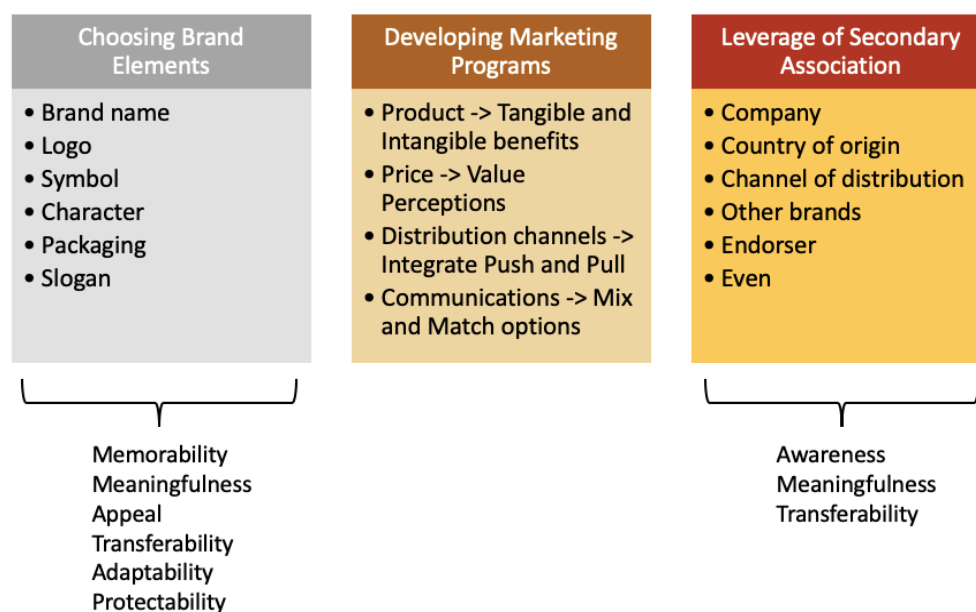 Choosing Brand
Elements
• Brand name
• Logo
• Symbol
• Character
• Packaging
• Slogan
Memorability
Meaningfulness
Appeal
Transferability
Adaptability
Protectability
Developing Marketing
Programs
• Product -> Tangible and
Intangible benefits
• Price -> Value
Perceptions
• Distribution channels ->
Integrate Push and Pull
• Communications -> Mix
and Match options
Leverage of Secondary
Association
• Company
• Country of origin
• Channel of distribution
• Other brands
• Endorser
• Even
Awareness
Meaningfulness
Transferability